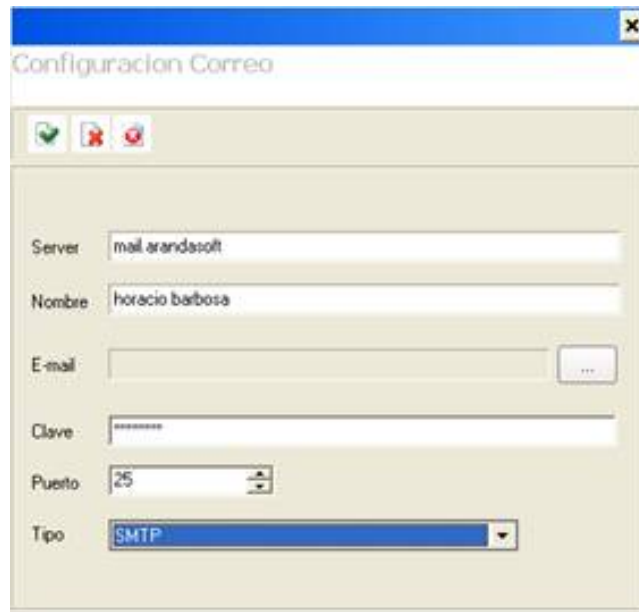 Configuracion Correo
Server mail.arandasoft
Nombre horacio barbosa
E-mail ...
Clave ********
Puerto 25
Tipo SMTP